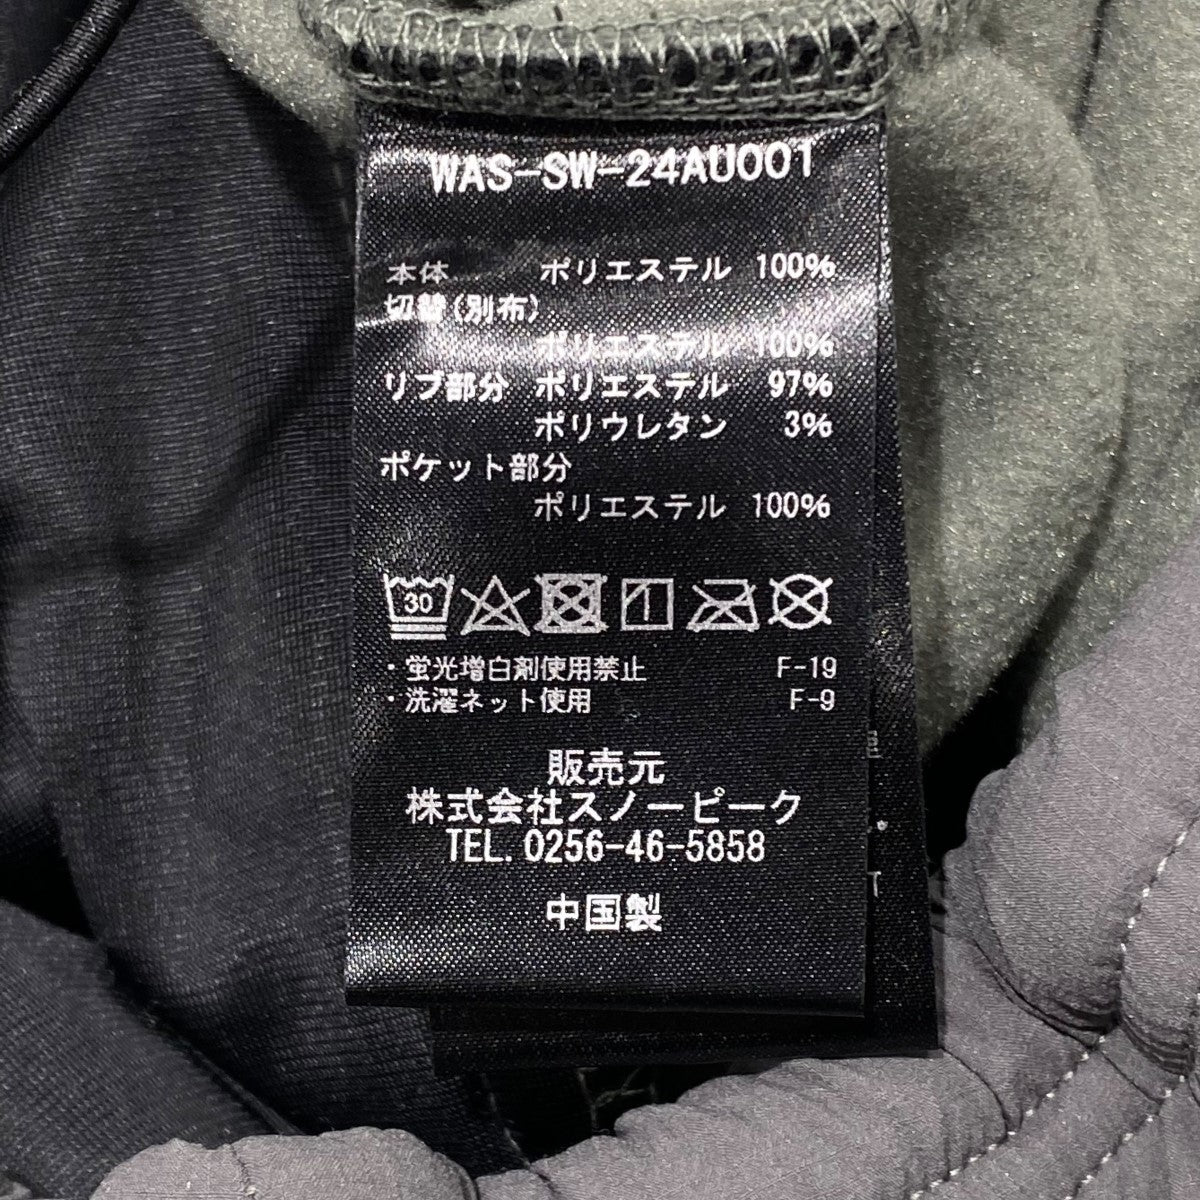 WAS-SW-24AU001
本体 ポリエステル 100%
切替(別布)
ポリエステル 100%
リブ部分 ポリエステル 97%
ポリウレタン 3%
ポケット部分
ポリエステル 100%
30
・蛍光増白剤使用禁止 F-19
・洗濯ネット使用 F-9
販売元
株式会社スノーピーク
TEL. 0256-46-5858
中国製